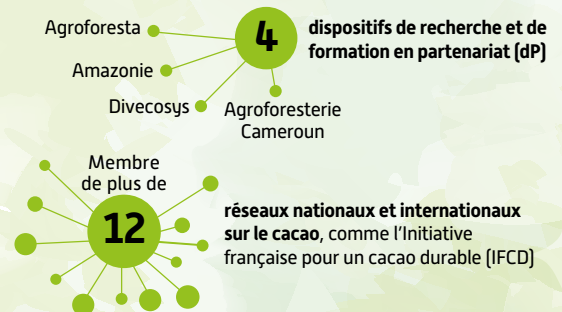 Agroforesta
Amazonie
Divecosys
Agroforesterie
Cameroun
4
dispositifs de recherche et de
formation en partenariat (dP)
Membre
de plus de
12
réseaux nationaux et internationaux
sur le cacao, comme l'Initiative
française pour un cacao durable (IFCD)